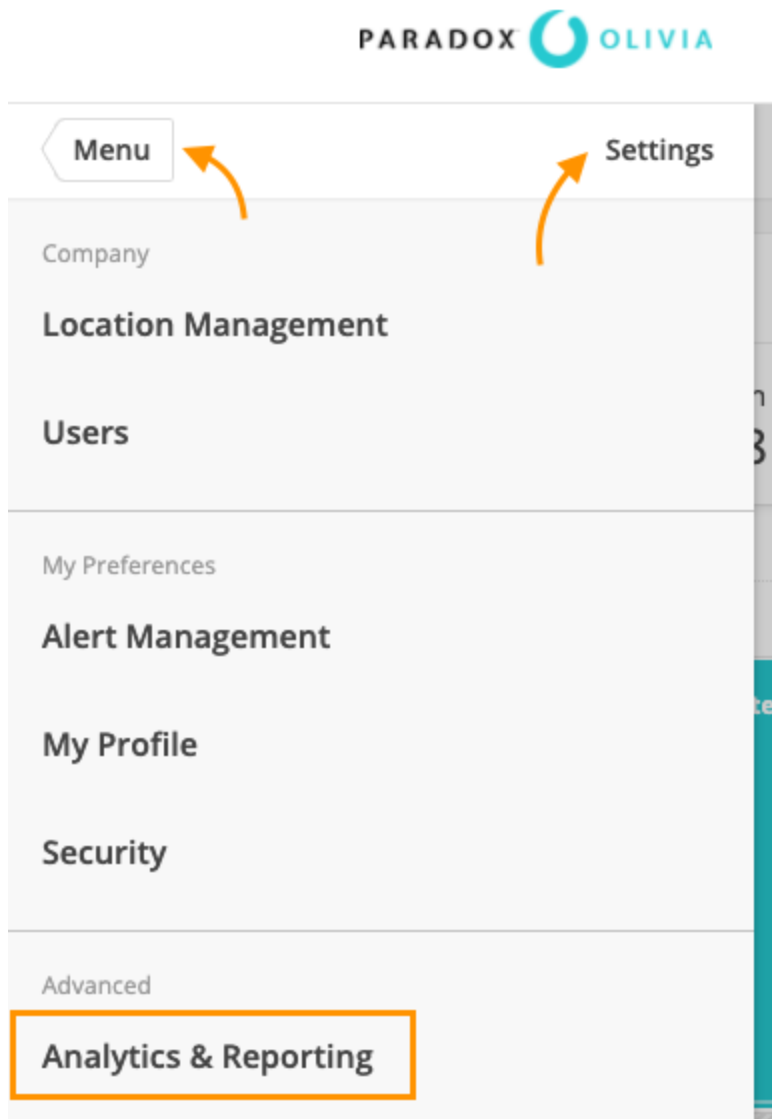 PARADOX OLIVIA
Menu Settings
Company
Location Management
Users
My Preferences
Alert Management
My Profile
Security
Advanced
Analytics & Reporting